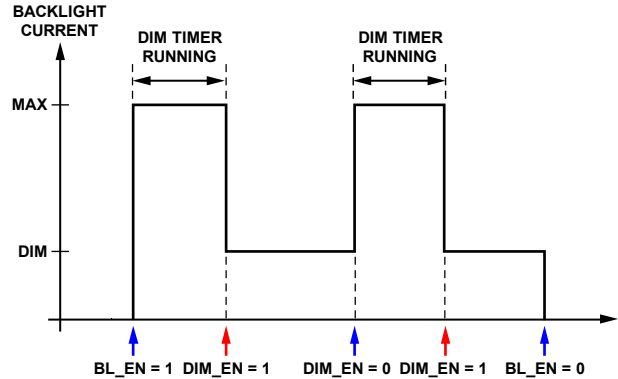 BACKLIGHT
CURRENT
DIM TIMER
RUNNING
DIM TIMER
RUNNING
MAX
DIM
BL_EN = 1 DIM_EN = 1 DIM_EN = 0 DIM_EN = 1 BL_EN = 0